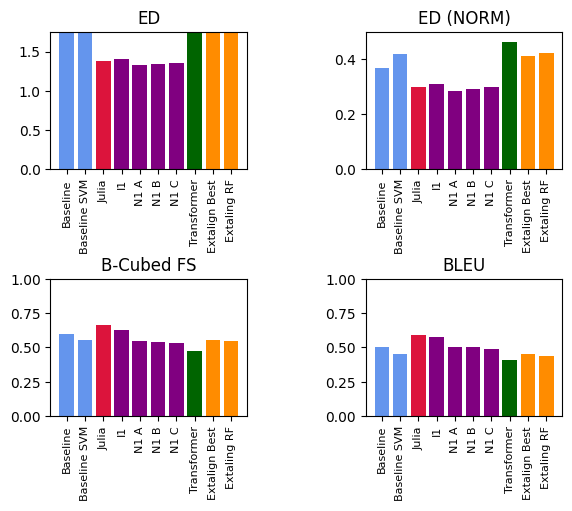 ED
1.5
1.0
0.5
0.0
Baseline
Baseline SVM
Julia
I1
N1 A
N1 B
N1 C
Transformer
Extalign Best
Extaling RF
ED (NORM)
0.4
0.2
0.0
Baseline
Baseline SVM
Julia
I1
N1 A
N1 B
N1 C
Transformer
Extalign Best
Extaling RF
B-Cubed FS
1.00
0.75
0.50
0.25
0.00
Baseline
Baseline SVM
Julia
I1
N1 A
N1 B
N1 C
Transformer
Extalign Best
Extaling RF
BLEU
1.00
0.75
0.50
0.25
0.00
Baseline
Baseline SVM
Julia
I1
N1 A
N1 B
N1 C
Transformer
Extalign Best
Extaling RF